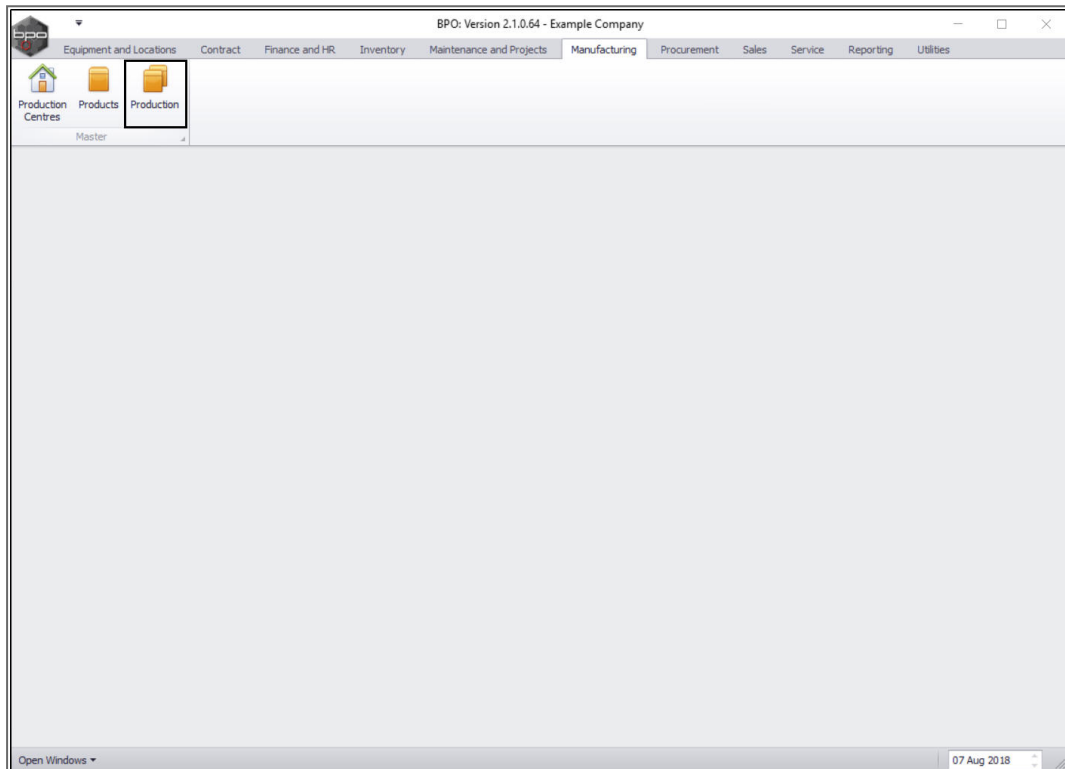 bpo
BPO: Version 2.1.0.64 - Example Company
Equipment and Locations Contract Finance and HR Inventory Maintenance and Projects Manufacturing Procurement Sales Service Reporting Utilities
Production Centres
Products
Production
Master
Open Windows
07 Aug 2018